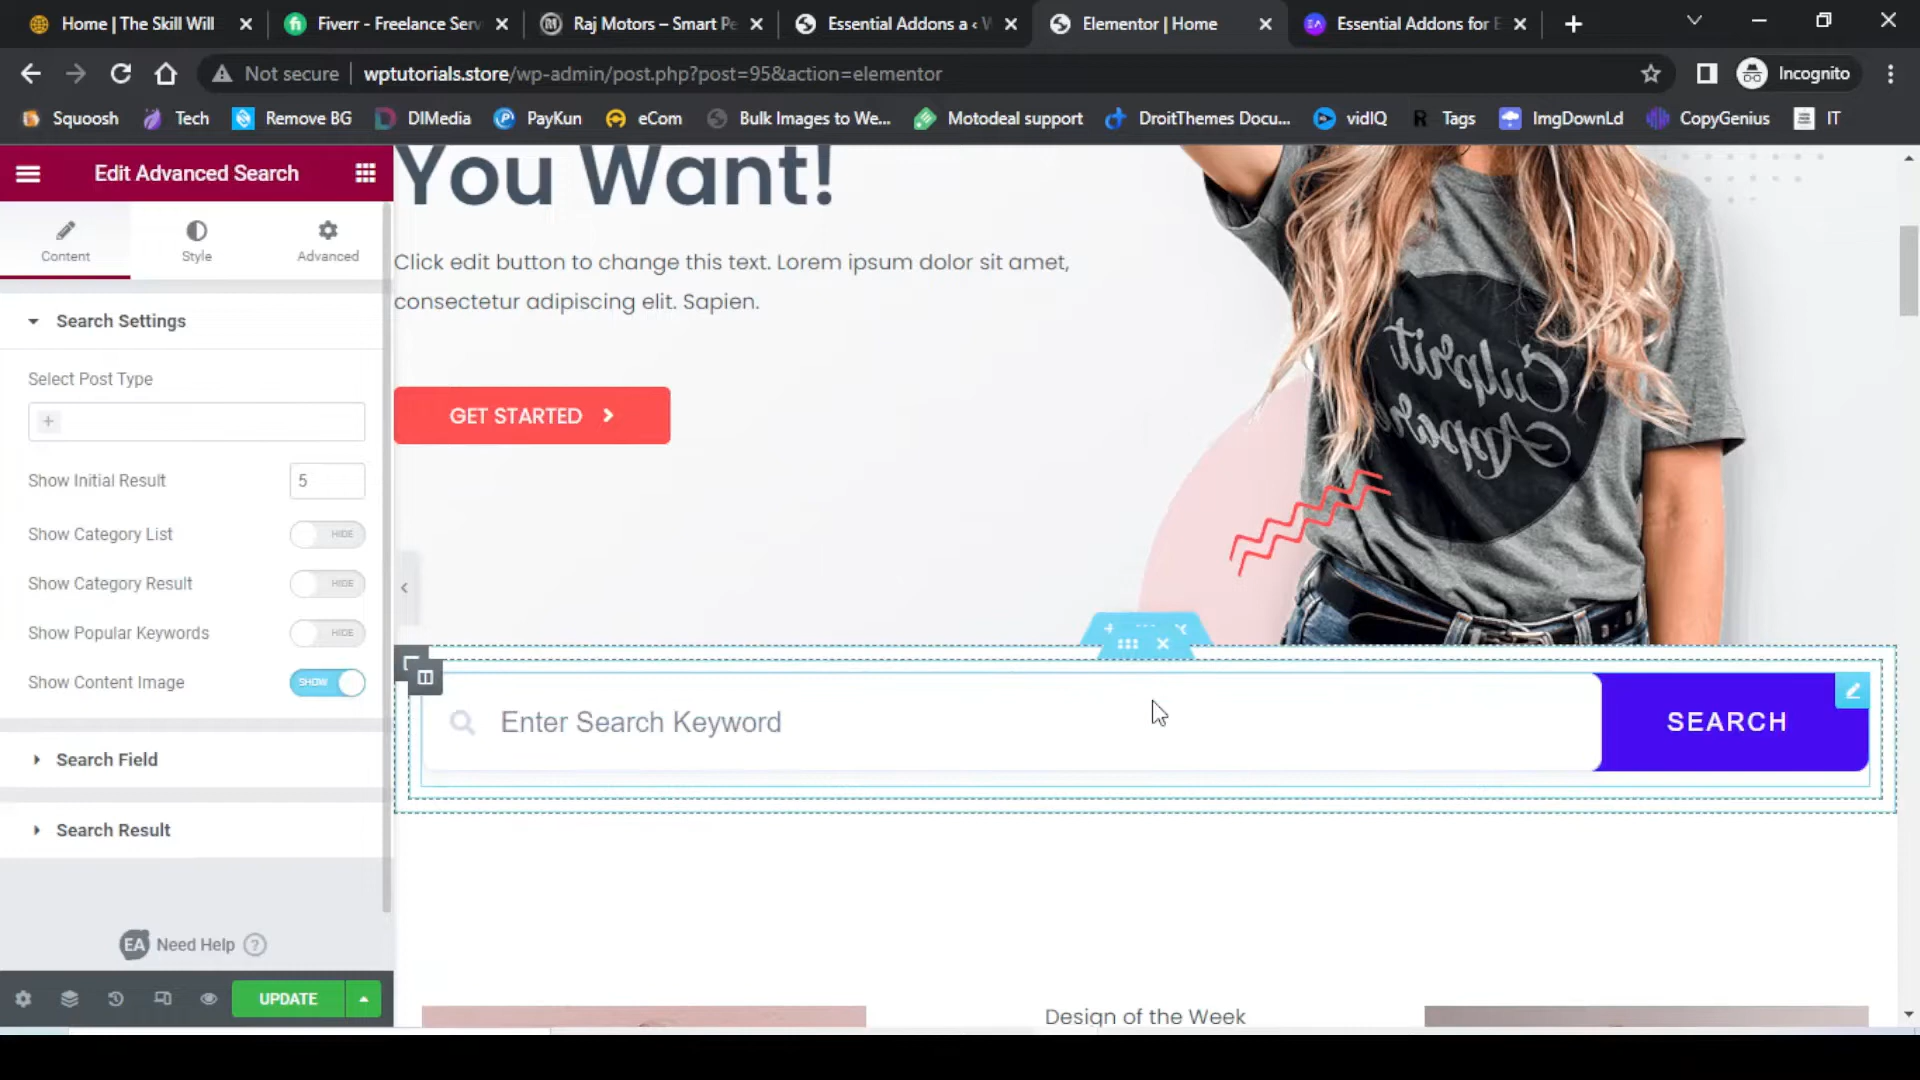 Home | The Skill Will
Fiverr - Freelance Serv
Raj Motors – Smart Pe
Essential Addons a ‹ W
Elementor | Home
Essential Addons for E
Not secure
wptutorials.store/wp-admin/post.php?post=95&action=elementor
Incognito
Squoosh
Tech
Remove BG
DIMedia
PayKun
eCom
Bulk Images to We...
Motodeal support
DroitThemes Docu...
vidIQ
Tags
ImgDownLd
CopyGenius
IT
Edit Advanced Search
Content
Style
Advanced
Search Settings
Select Post Type
Show Initial Result
5
Show Category List
HIDE
Show Category Result
HIDE
Show Popular Keywords
HIDE
Show Content Image
SHOW
Search Field
Search Result
EA Need Help ?
UPDATE
You Want!
Click edit button to change this text. Lorem ipsum dolor sit amet,
consectetur adipiscing elit. Sapien.
GET STARTED
Culprit
Apparel
Enter Search Keyword
SEARCH
Design of the Week